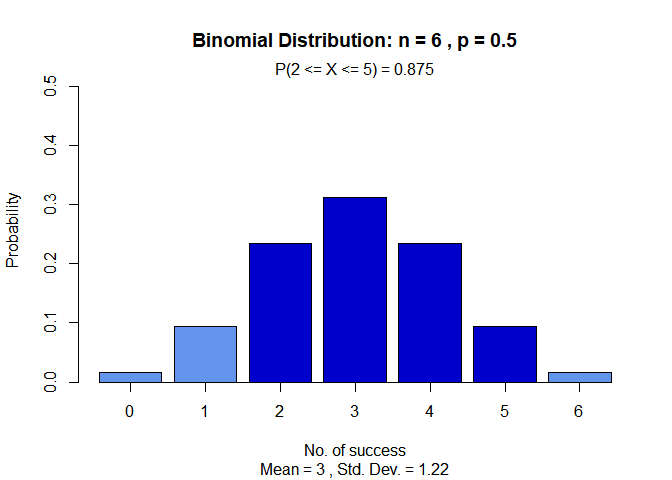 Binomial Distribution: n = 6 , p = 0.5
P(2 <= X <= 5) = 0.875
Probability
0.5
0.4
0.3
0.2
0.1
0.0
0 1 2 3 4 5 6
No. of success
Mean = 3 , Std. Dev. = 1.22